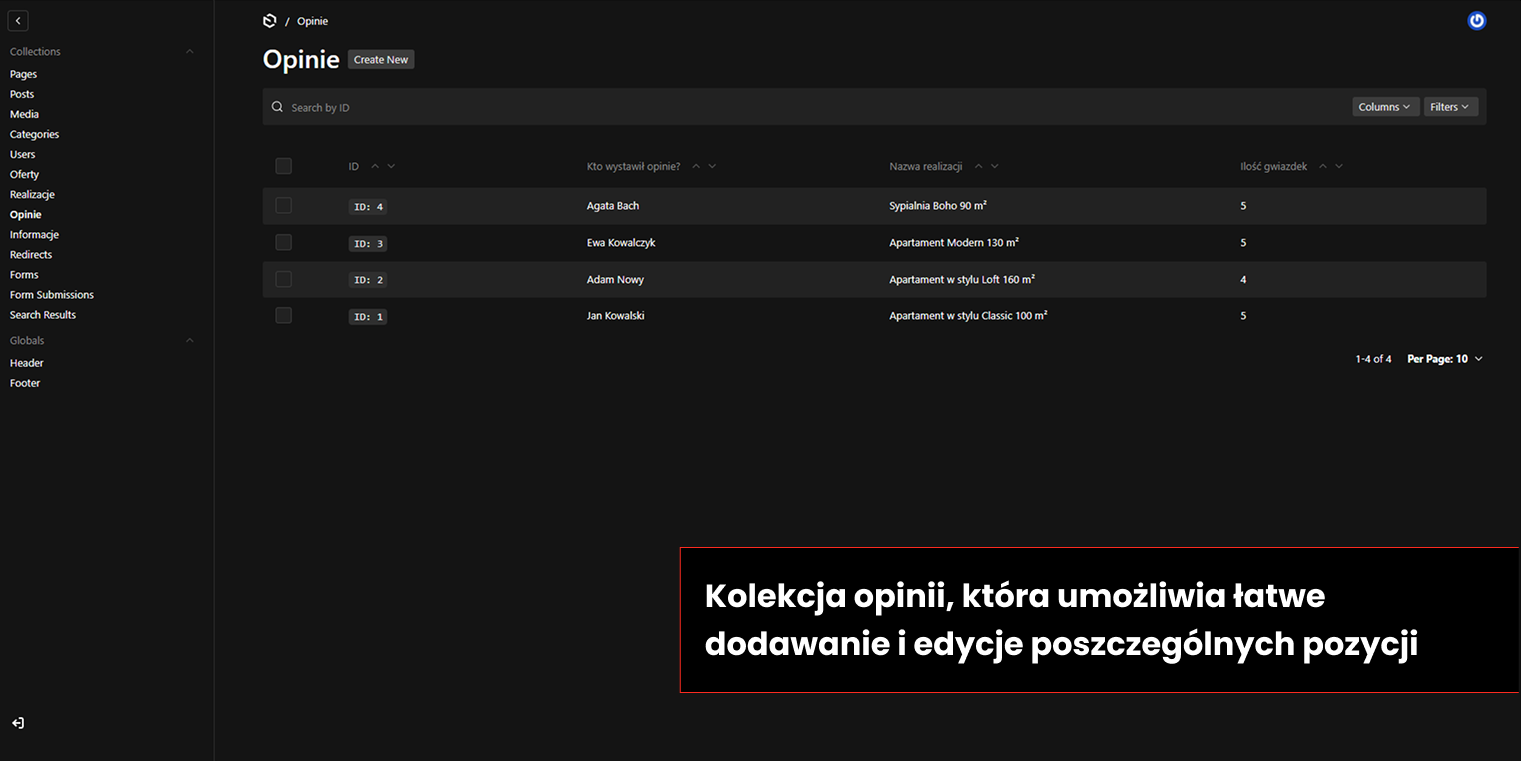 / Opinie
Collections
Pages
Posts
Media
Categories
Users
Oferty
Realizacje
Opinie
Informacje
Redirects
Forms
Form Submissions
Search Results
Globals
Header
Footer
Opinie Create New
Search by ID Columns Filters
ID Kto wystawił opinie? Nazwa realizacji Ilość gwiazdek
ID: 4 Agata Bach Sypialnia Boho 90 m² 5
ID: 3 Ewa Kowalczyk Apartament Modern 130 m² 5
ID: 2 Adam Nowy Apartament w stylu Loft 160 m² 4
ID: 1 Jan Kowalski Apartament w stylu Classic 100 m² 5
1-4 of 4 Per Page: 10
Kolekcja opinii, która umożliwia łatwe
dodawanie i edycje poszczególnych pozycji